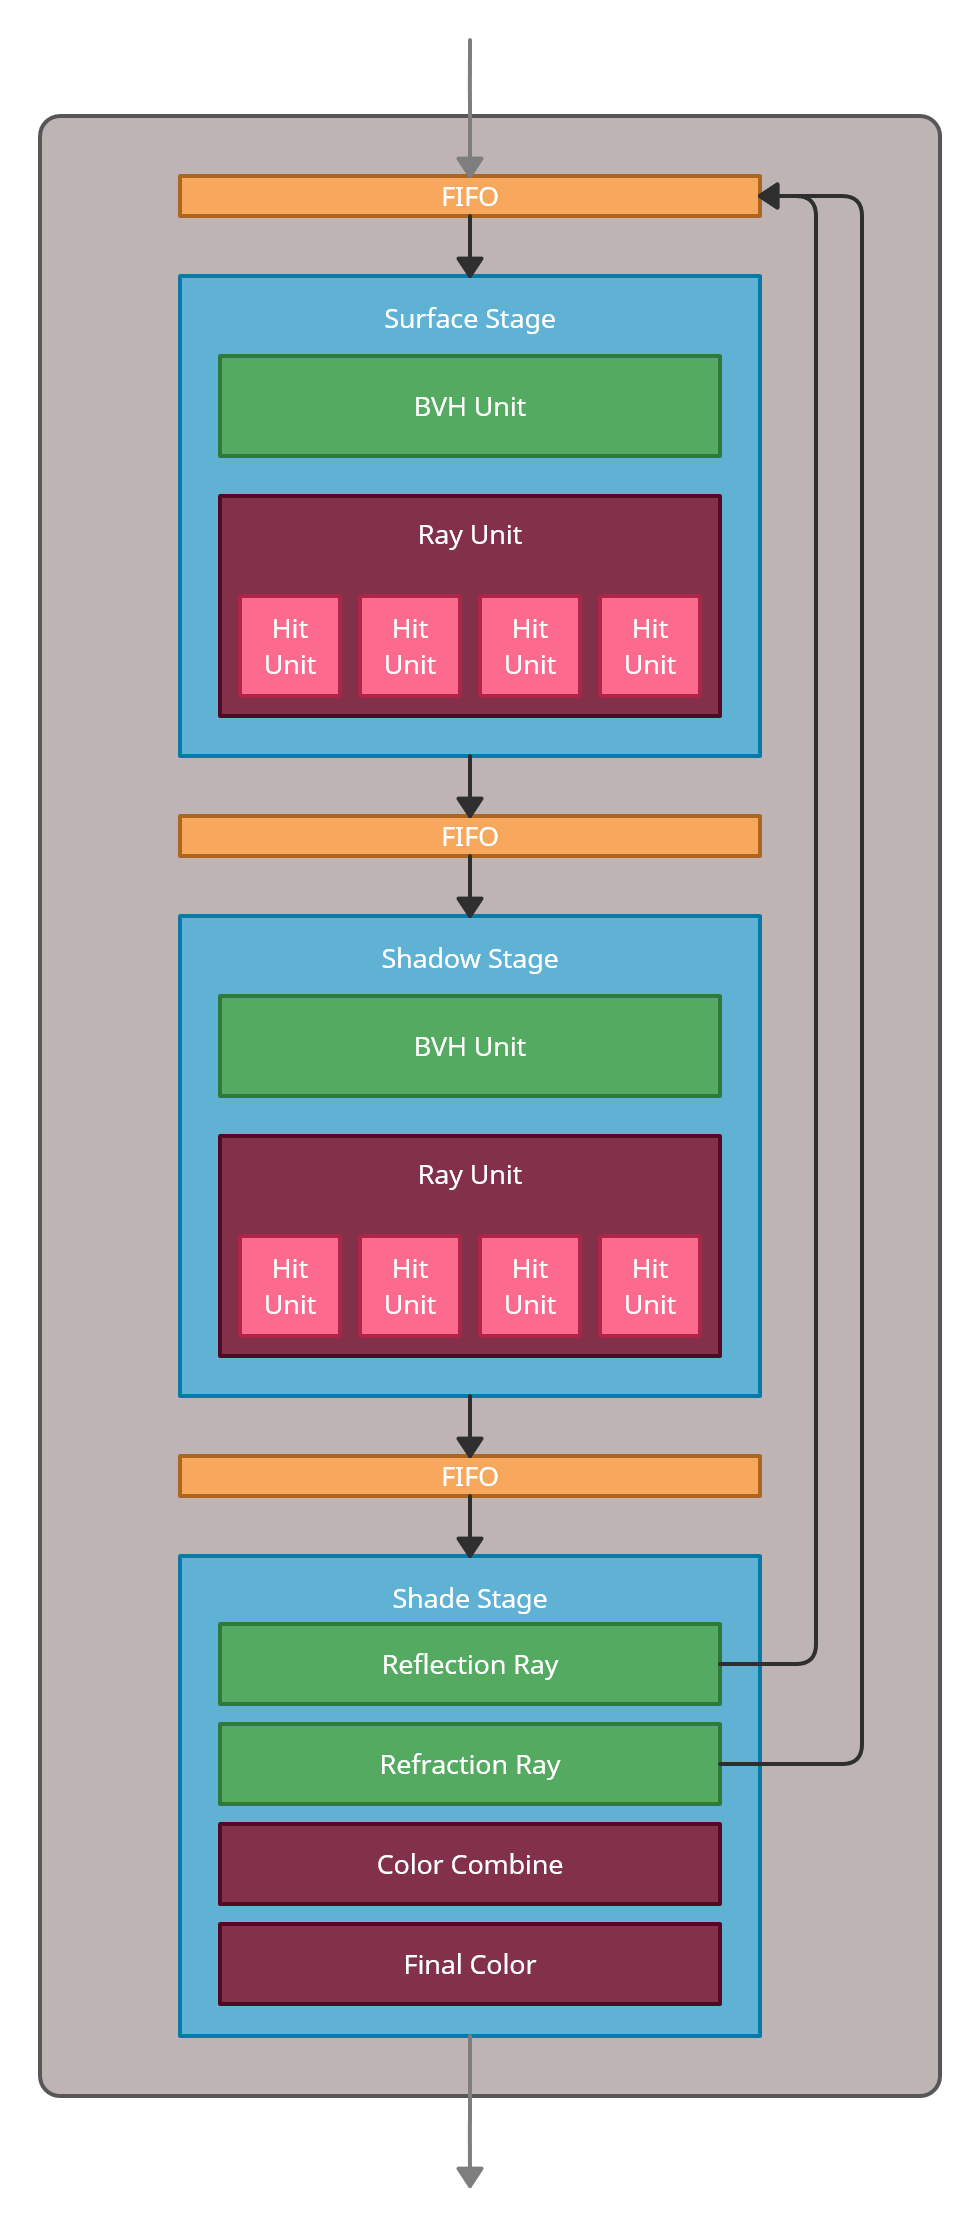 FIFO
Surface Stage
BVH Unit
Ray Unit
Hit Hit Hit Hit
Unit Unit Unit Unit
FIFO
Shadow Stage
BVH Unit
Ray Unit
Hit Hit Hit Hit
Unit Unit Unit Unit
FIFO
Shade Stage
Reflection Ray
Refraction Ray
Color Combine
Final Color